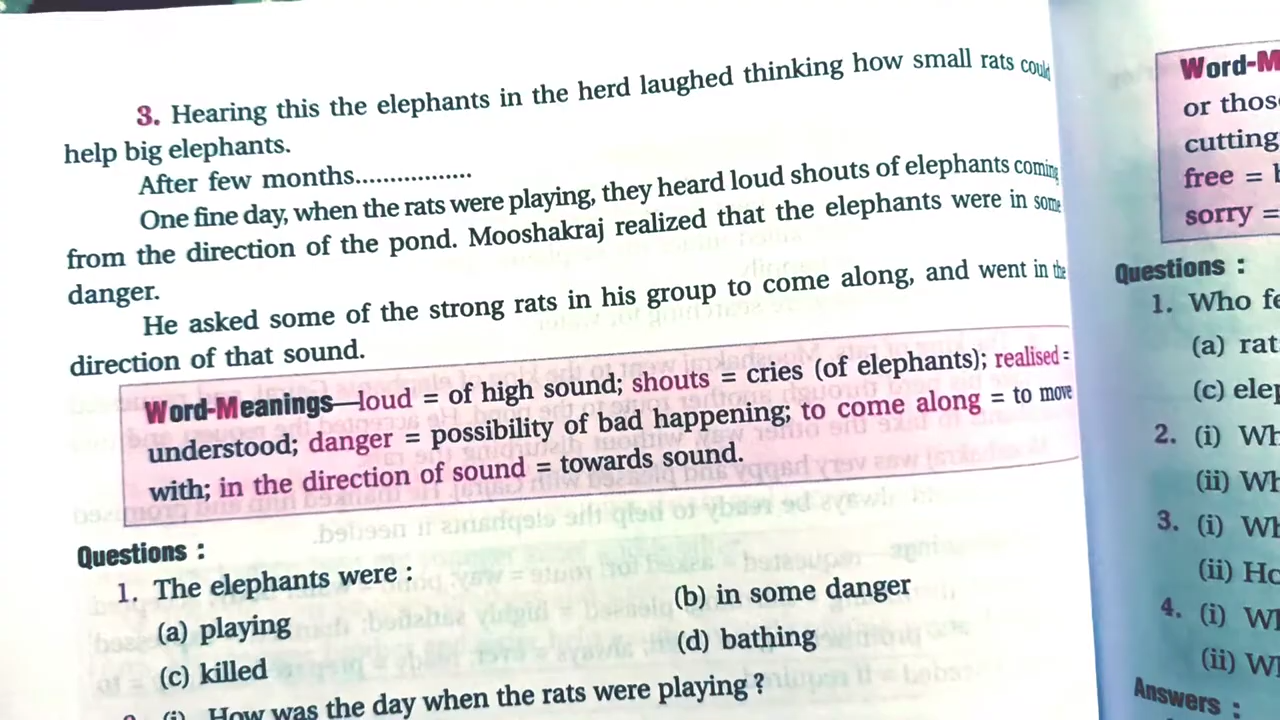 3. Hearing this the elephants in the herd laughed thinking how small rats could
help big elephants.
After few months.................
One fine day, when the rats were playing, they heard loud shouts of elephants coming
from the direction of the pond. Mooshakraj realized that the elephants were in some
danger.
He asked some of the strong rats in his group to come along, and went in the
direction of that sound.
Word-Meanings—loud = of high sound; shouts = cries (of elephants); realised =
understood; danger = possibility of bad happening; to come along = to move
with; in the direction of sound = towards sound.
Questions :
1. The elephants were :
(a) playing
(b) in some danger
(c) killed
(d) bathing
(i) How was the day when the rats were playing ?
Word-M
or thos
cutting
free =
sorry =
Questions :
1. Who fe
(a) rat
(c) elep
2. (i) Wh
(ii) Wh
3. (i) Wh
(ii) Ho
4. (i) Wh
(ii) Wh
Answers :